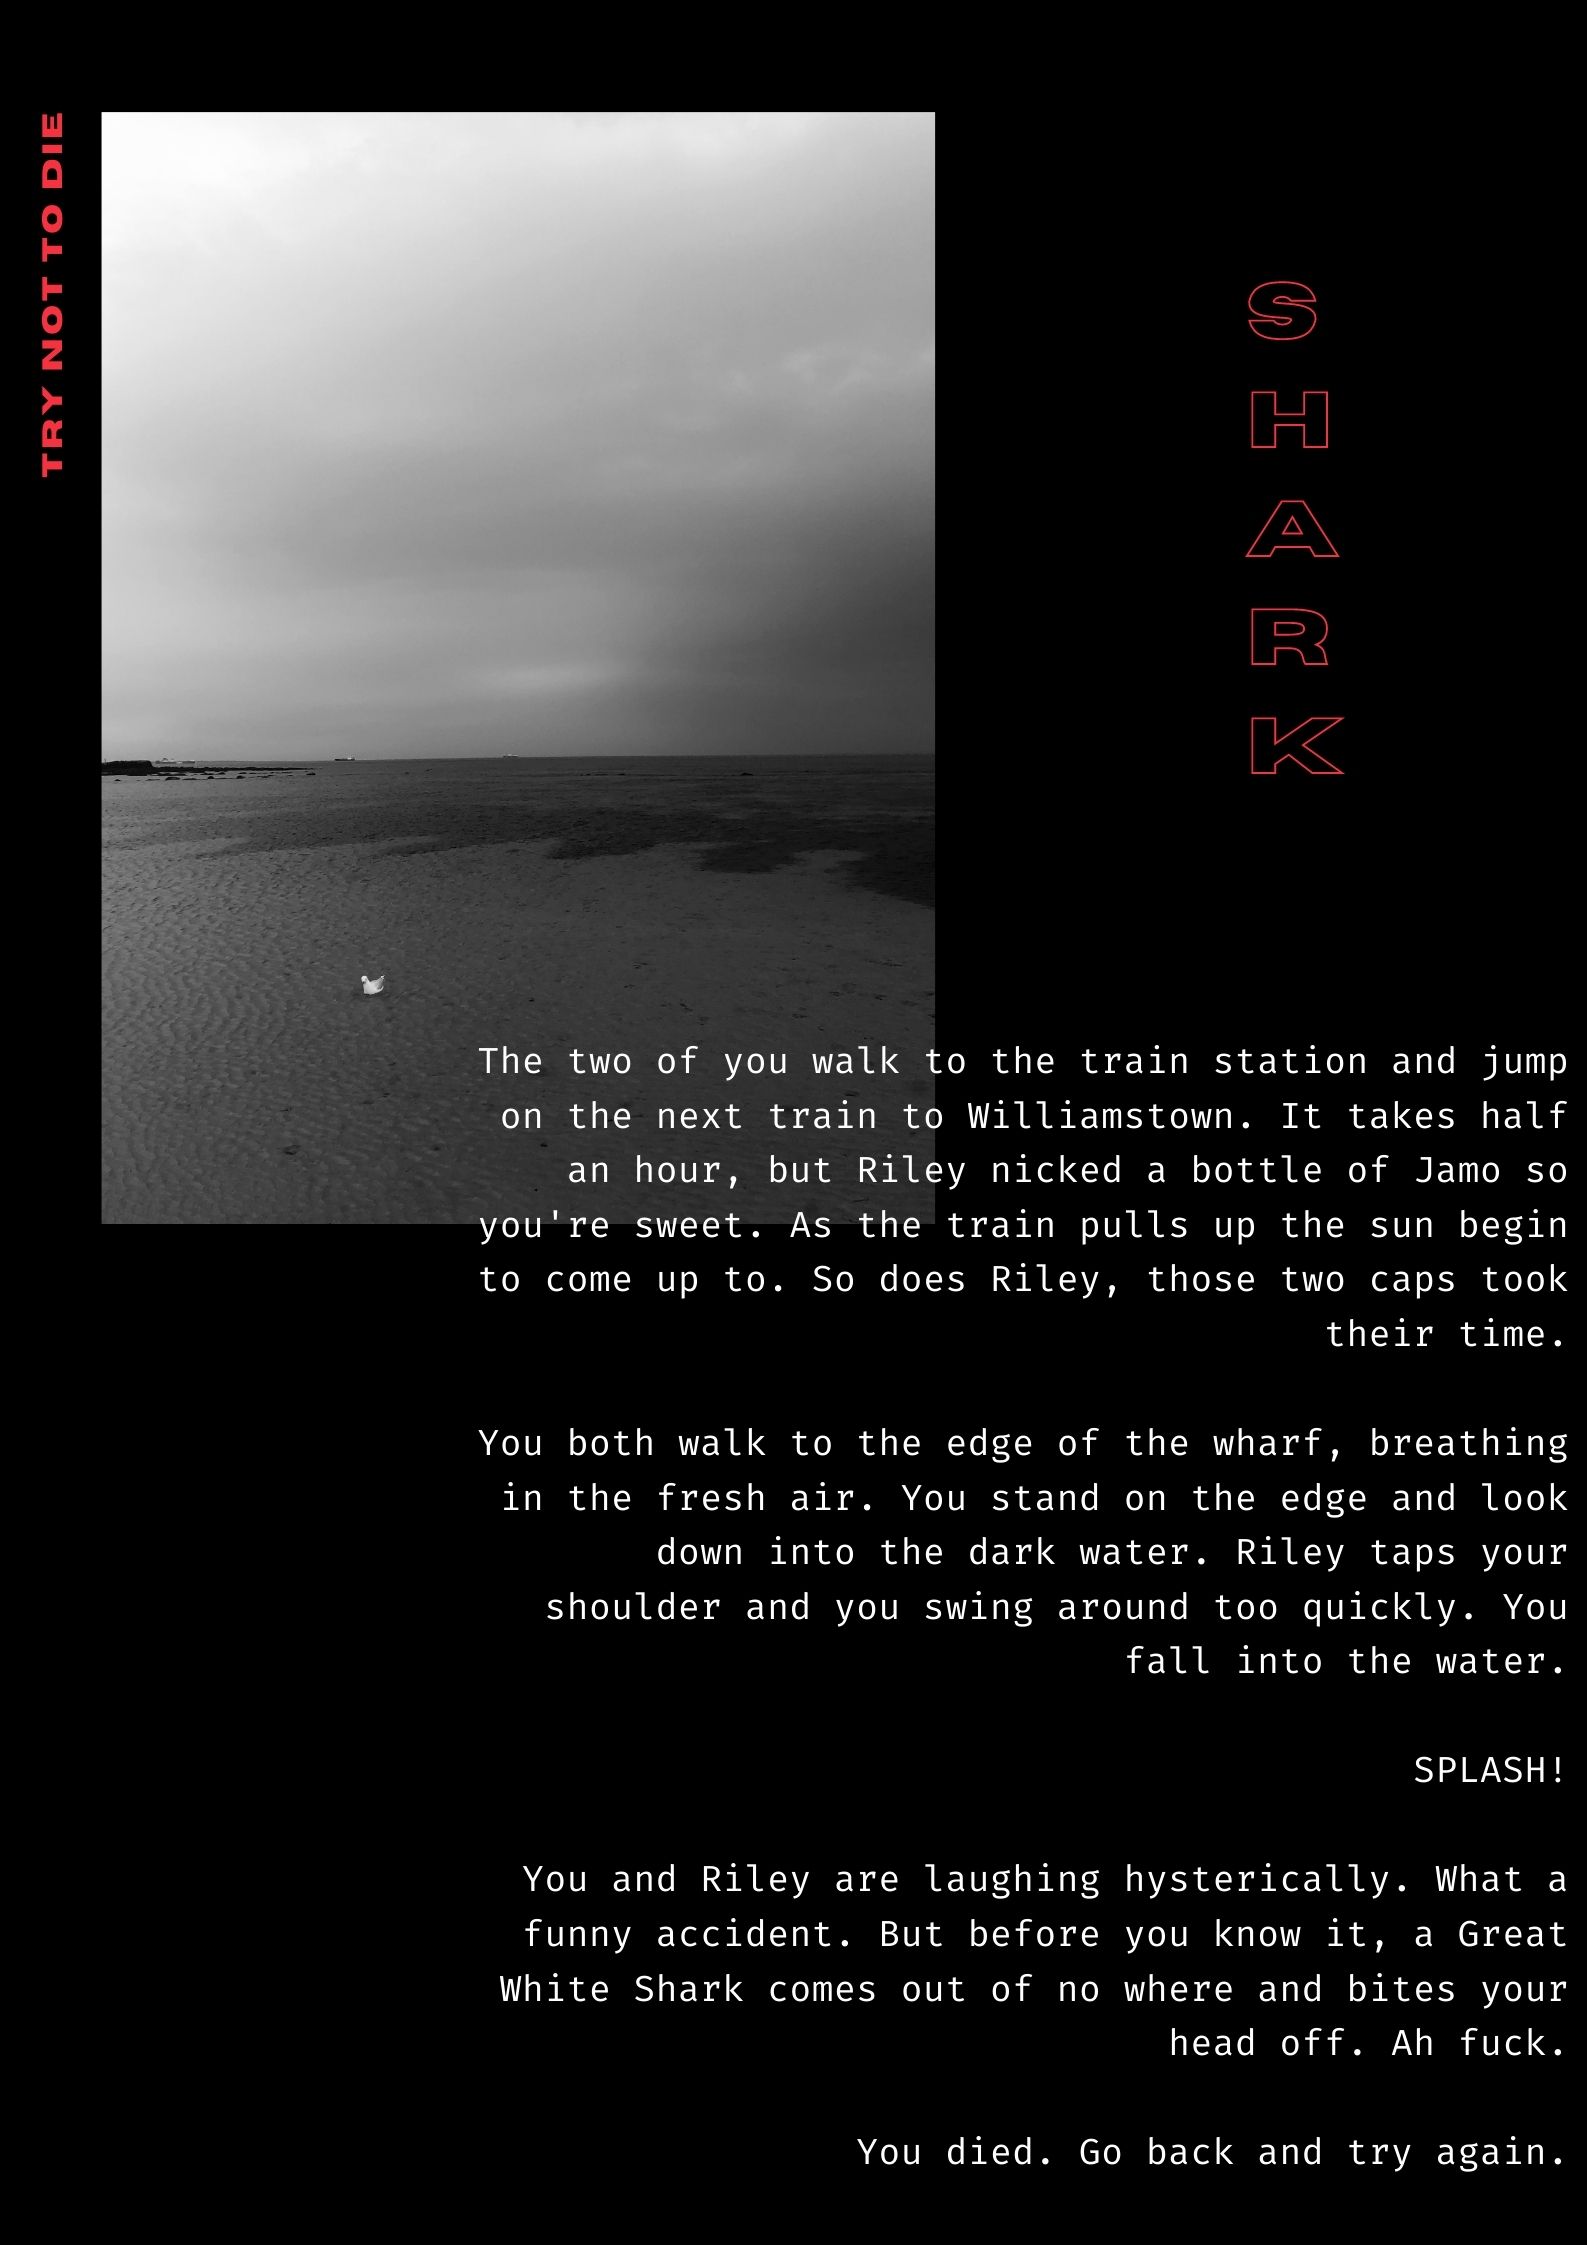 TRY NOT TO DIE
SHARK
The two of you walk to the train station and jump
on the next train to Williamstown. It takes half
an hour, but Riley nicked a bottle of Jamo so
you're sweet. As the train pulls up the sun begin
to come up to. So does Riley, those two caps took
their time.
You both walk to the edge of the wharf, breathing
in the fresh air. You stand on the edge and look
down into the dark water. Riley taps your
shoulder and you swing around too quickly. You
fall into the water.
SPLASH!
You and Riley are laughing hysterically. What a
funny accident. But before you know it, a Great
White Shark comes out of no where and bites your
head off. Ah fuck.
You died. Go back and try again.